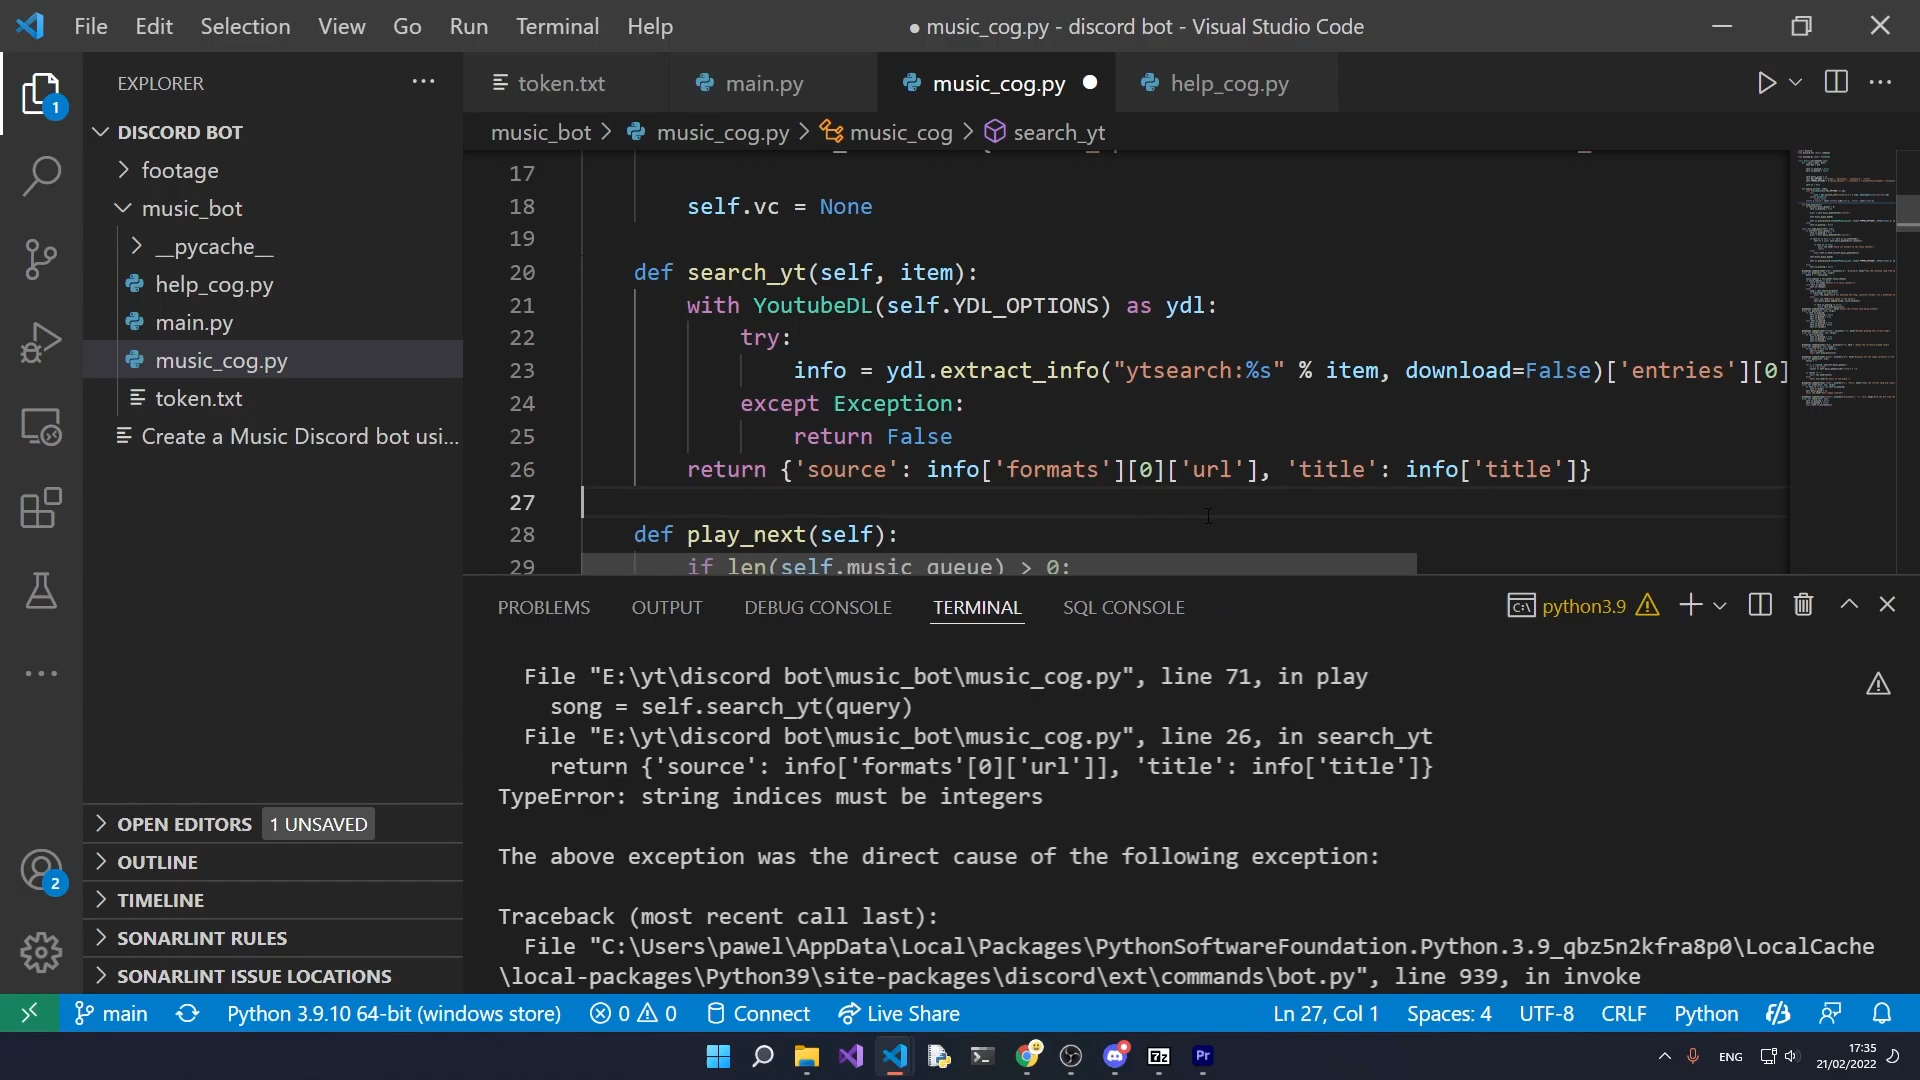 File Edit Selection View Go Run Terminal Help ● music_cog.py - discord bot - Visual Studio Code
EXPLORER
token.txt main.py music_cog.py help_cog.py
DISCORD BOT
music_bot > music_cog.py > music_cog > search_yt
footage
music_bot
__pycache__
help_cog.py
main.py
music_cog.py
token.txt
Create a Music Discord bot usi...
17
18 self.vc = None
19
20 def search_yt(self, item):
21 with YoutubeDL(self.YDL_OPTIONS) as ydl:
22 try:
23 info = ydl.extract_info("ytsearch:%s" % item, download=False)['entries'][0]
24 except Exception:
25 return False
26 return {'source': info['formats'][0]['url'], 'title': info['title']}
27
28 def play_next(self):
29 if len(self.music_queue) > 0:
PROBLEMS OUTPUT DEBUG CONSOLE TERMINAL SQL CONSOLE python3.9
File "E:\yt\discord bot\music_bot\music_cog.py", line 71, in play
song = self.search_yt(query)
File "E:\yt\discord bot\music_bot\music_cog.py", line 26, in search_yt
return {'source': info['formats'[0]['url']], 'title': info['title']}
TypeError: string indices must be integers
The above exception was the direct cause of the following exception:
Traceback (most recent call last):
File "C:\Users\pawel\AppData\Local\Packages\PythonSoftwareFoundation.Python.3.9_qbz5n2kfra8p0\LocalCache
\local-packages\Python39\site-packages\discord\ext\commands\bot.py", line 939, in invoke
OPEN EDITORS 1 UNSAVED
OUTLINE
TIMELINE
SONARLINT RULES
SONARLINT ISSUE LOCATIONS
1
2
main Python 3.9.10 64-bit (windows store) 0 0 Connect Live Share Ln 27, Col 1 Spaces: 4 UTF-8 CRLF Python
7z Pr ENG 17:35
21/02/2022